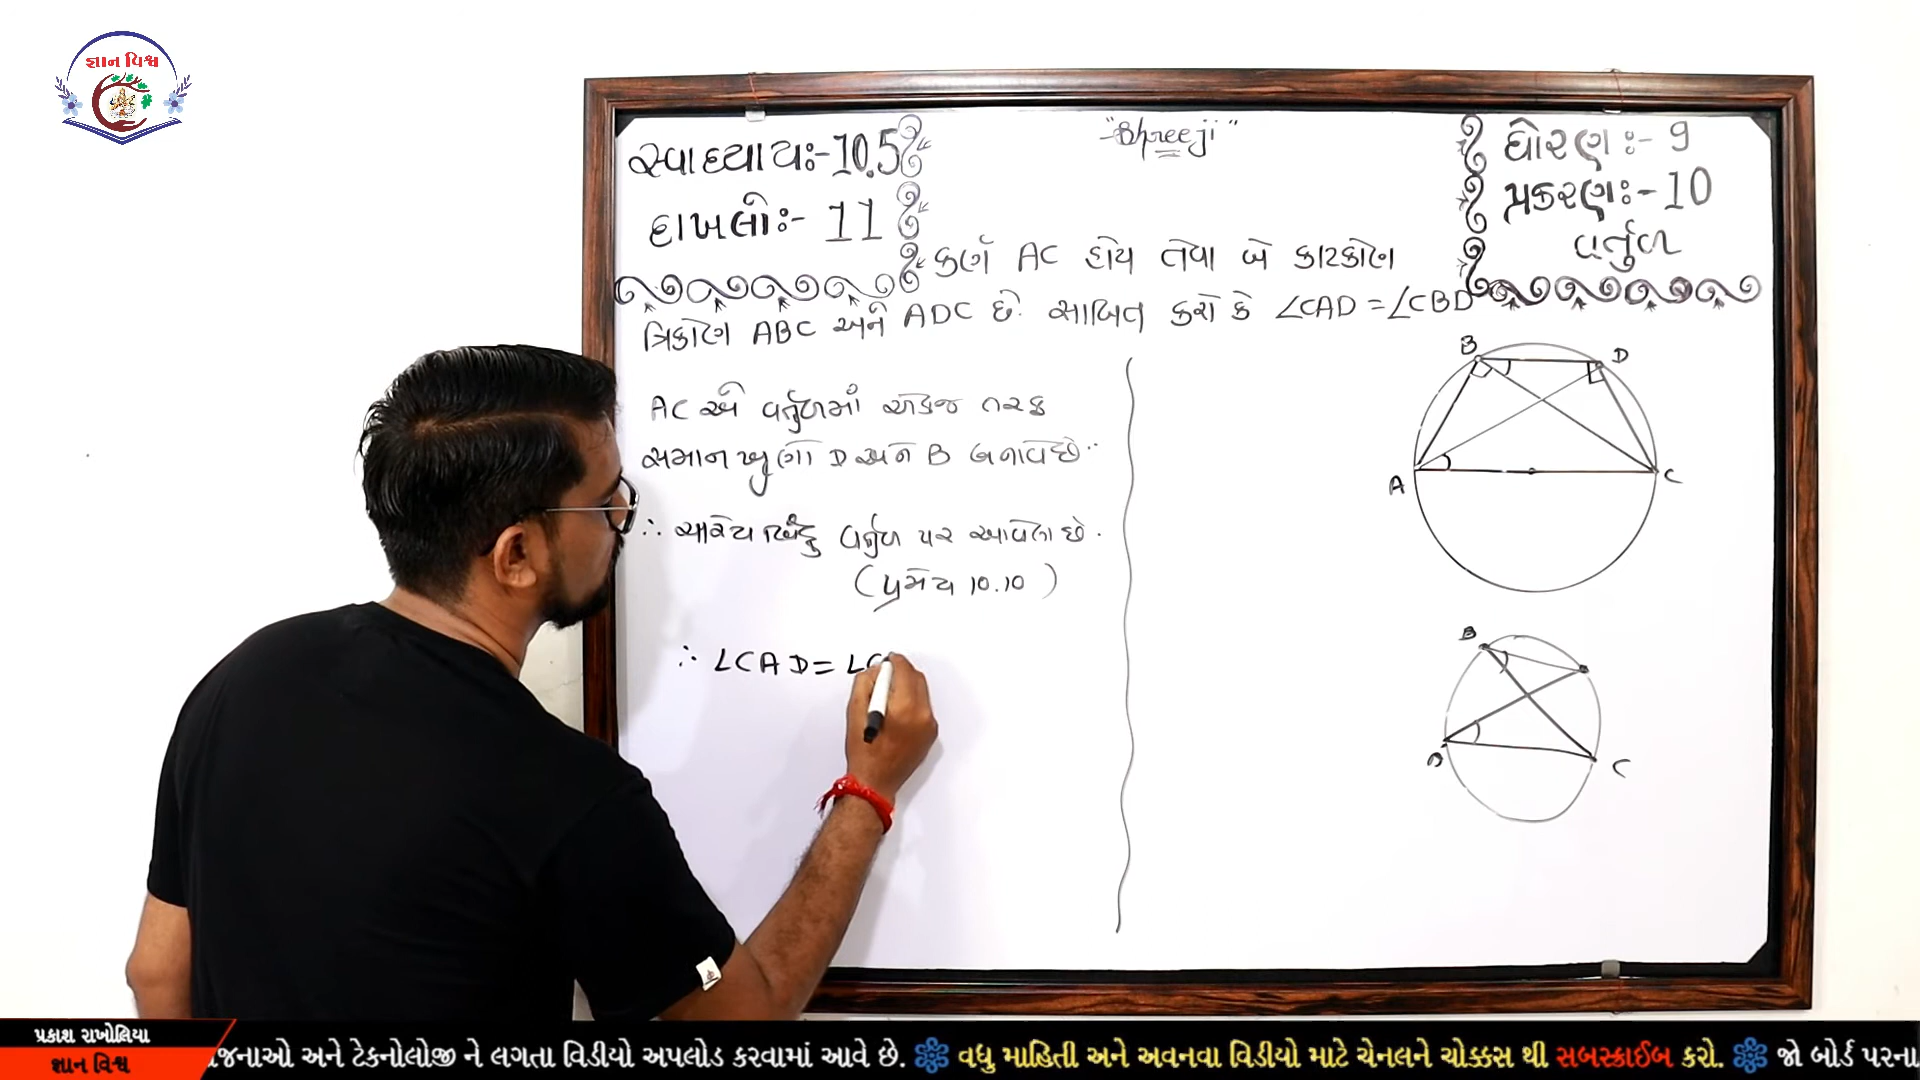 જ્ઞાન વિશ્વ
"Shreeji"
સ્વાધ્યાયઃ-10.5
દાખલોઃ- 11
ધોરણઃ- 9
પ્રકરણઃ-10
વર્તુળ
કર્ણ AC હોય તેવા બે કાટકોણ
ત્રિકોણ ABC અને ADC છે. સાબિત કરો કે ∠CAD = ∠CBD
AC એ વર્તુળમાં એકજ તરફ
સમાન ખુણા D અને B બનાવે છે.
∴ ચારેય બિંદુ વર્તુળ પર આવેલા છે.
(પ્રમેય 10.10)
∴ ∠CAD = ∠C
B D
A C
B
C
પ્રકાશ રાખોલિયા
જ્ઞાન વિશ્વ
જનાઓ અને ટેકનોલોજી ને લગતા વિડીયો અપલોડ કરવામાં આવે છે. વધુ માહિતી અને અવનવા વિડીયો માટે ચેનલને ચોક્કસ થી સબસ્ક્રાઈબ કરો. જો બોર્ડ પરના